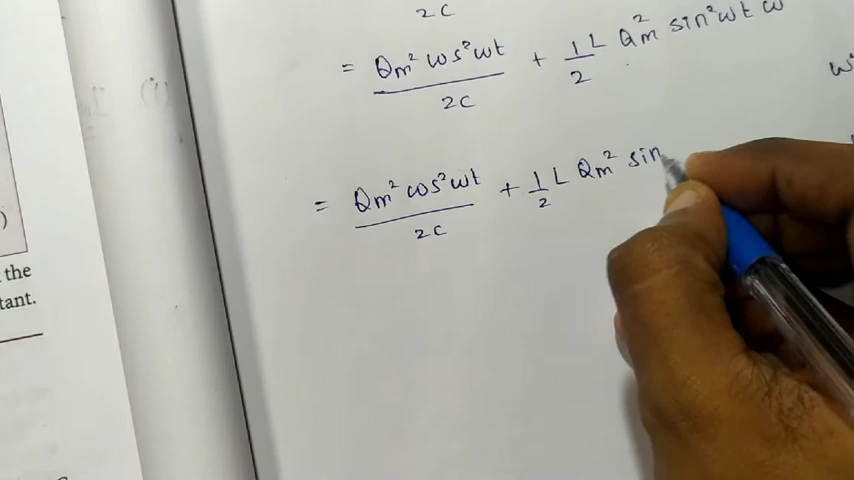 2C
= Qm² cos²ωt / 2C + 1/2 L Qm² sin²ωt ω
= Qm² cos²ωt / 2C + 1/2 L Qm² sin
the
tant.